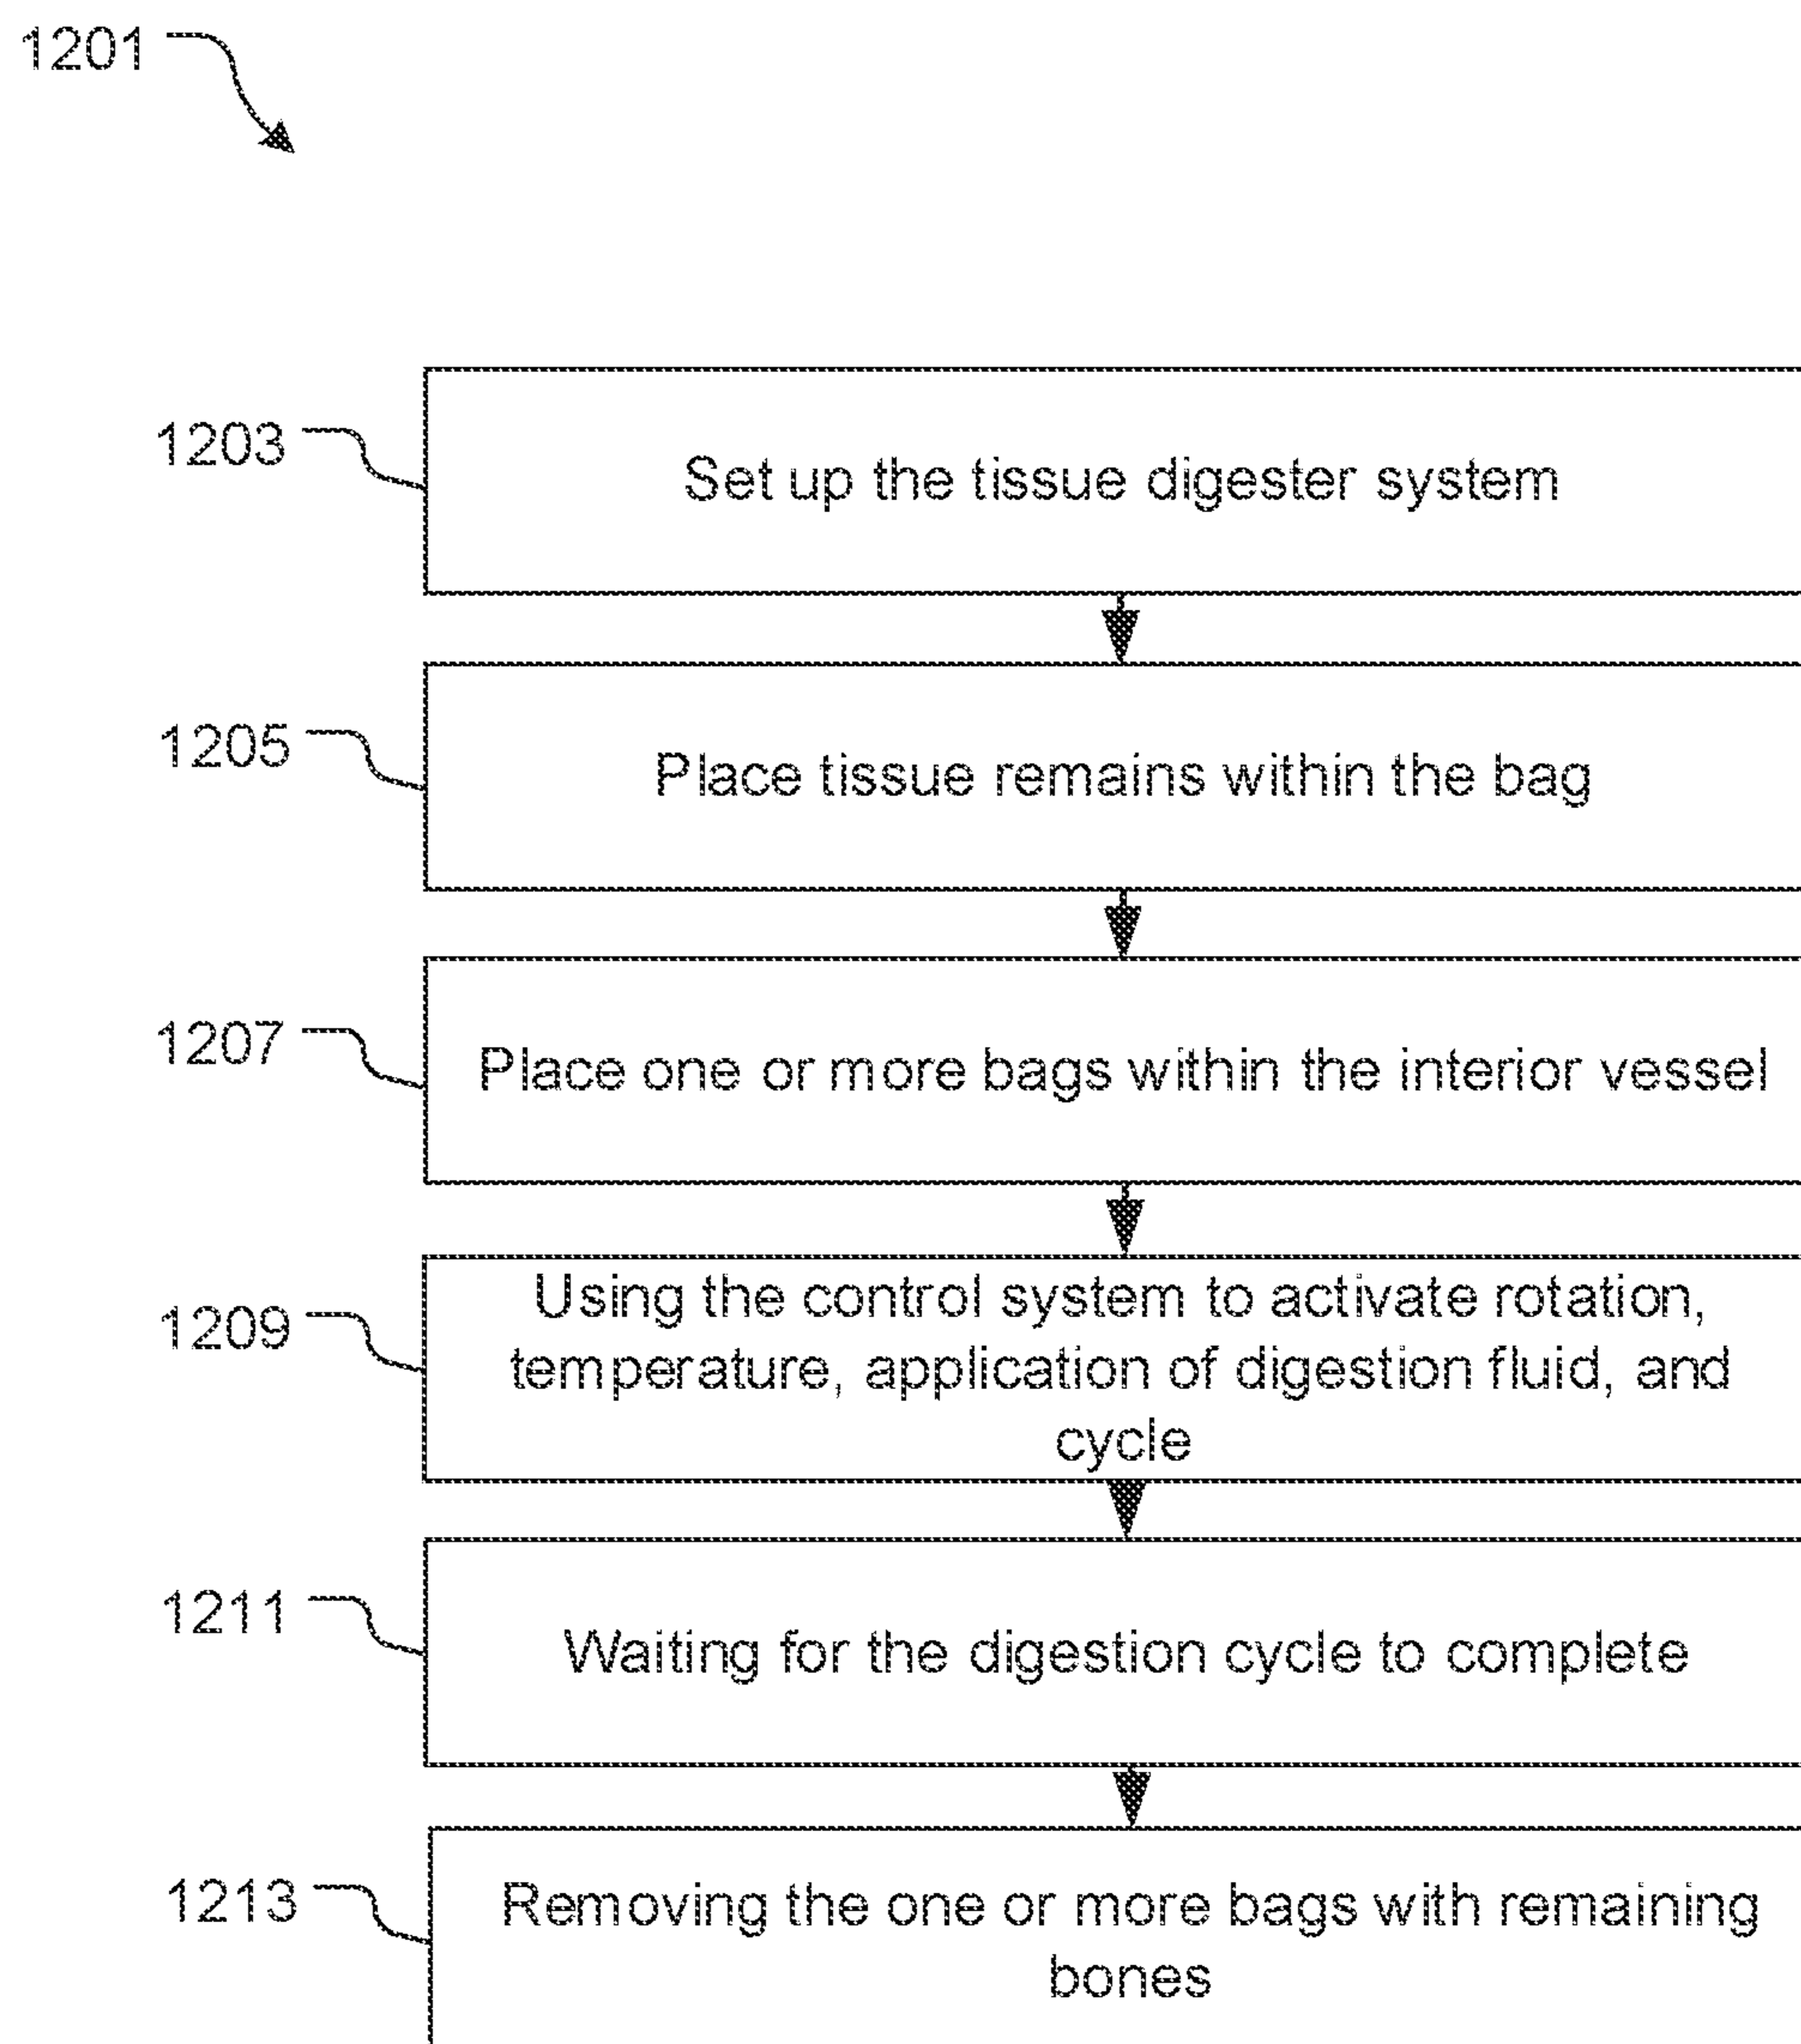 1201
1203
Set up the tissue digester system
1205
Place tissue remains within the bag
1207
Place one or more bags within the interior vessel
1209
Using the control system to activate rotation,
temperature, application of digestion fluid, and
cycle
1211
Waiting for the digestion cycle to complete
1213
Removing the one or more bags with remaining
bones